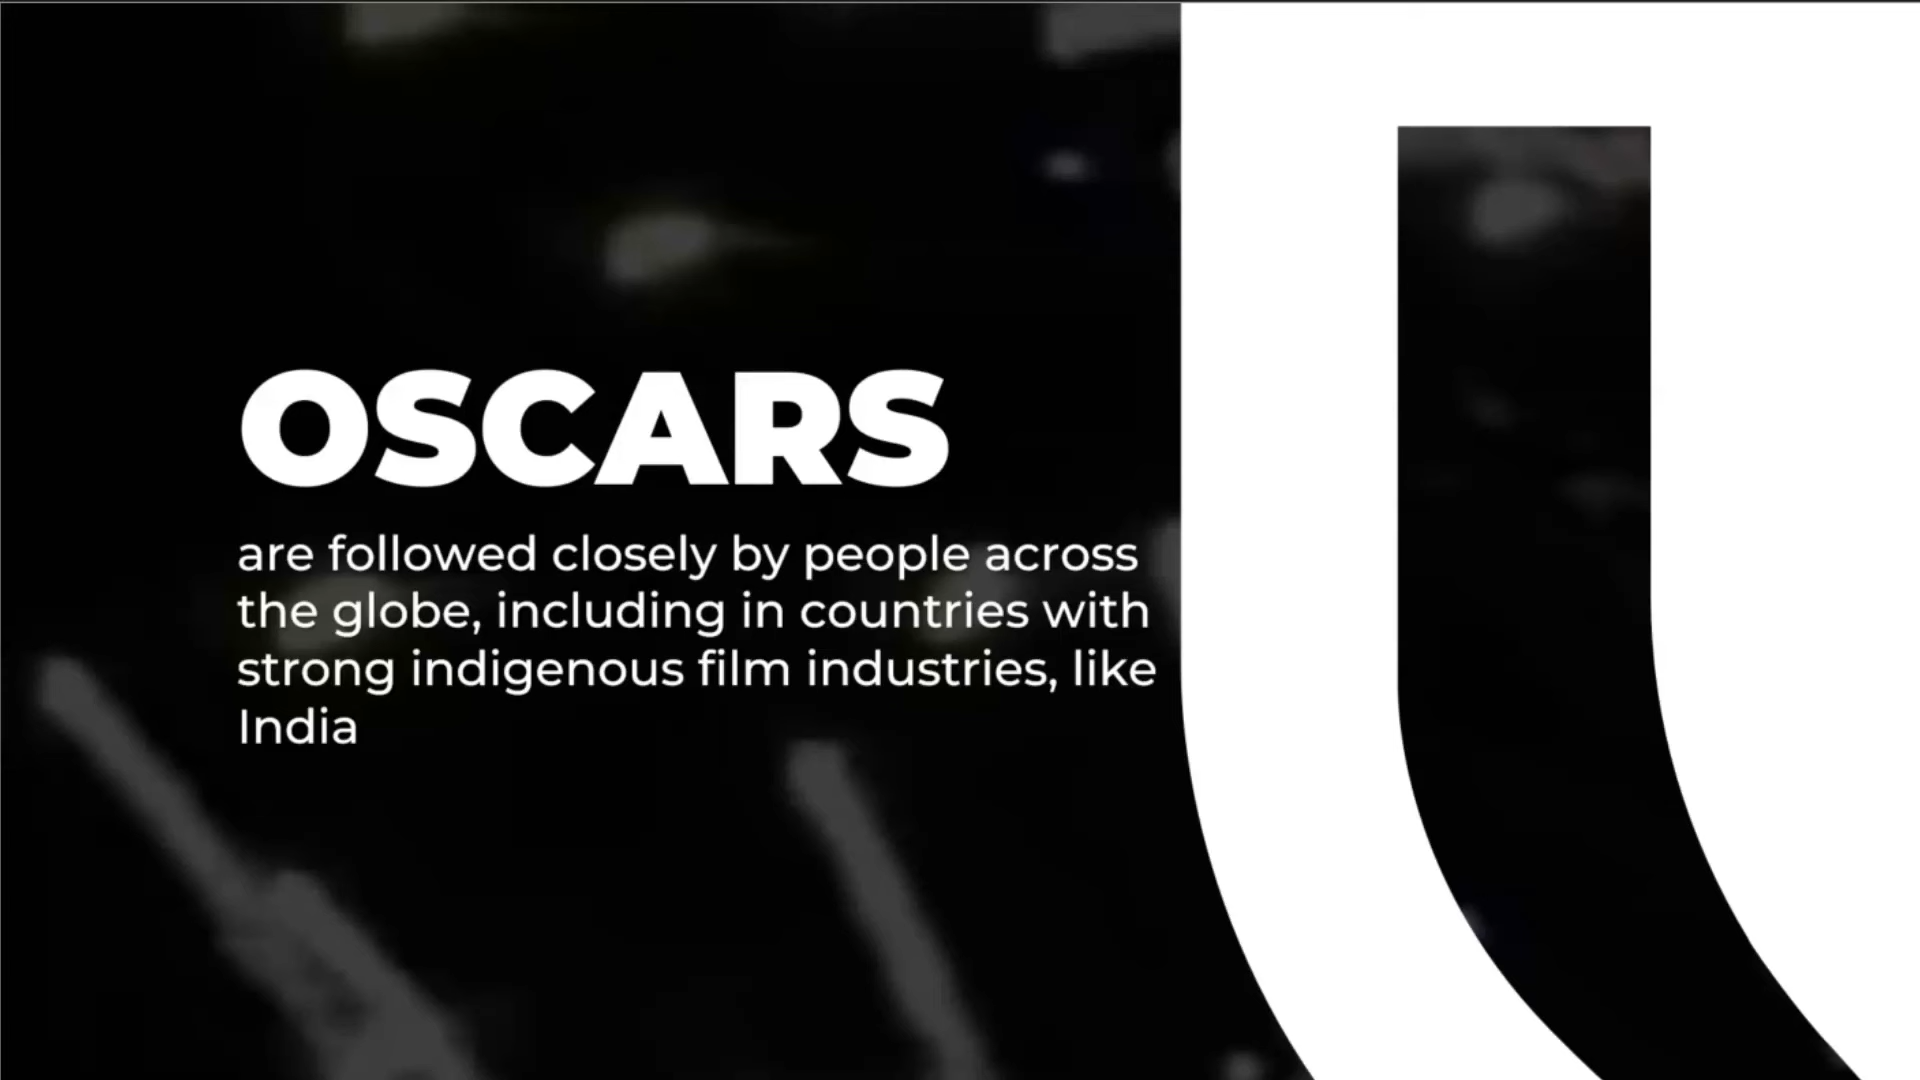 OSCARS
are followed closely by people across
the globe, including in countries with
strong indigenous film industries, like
India